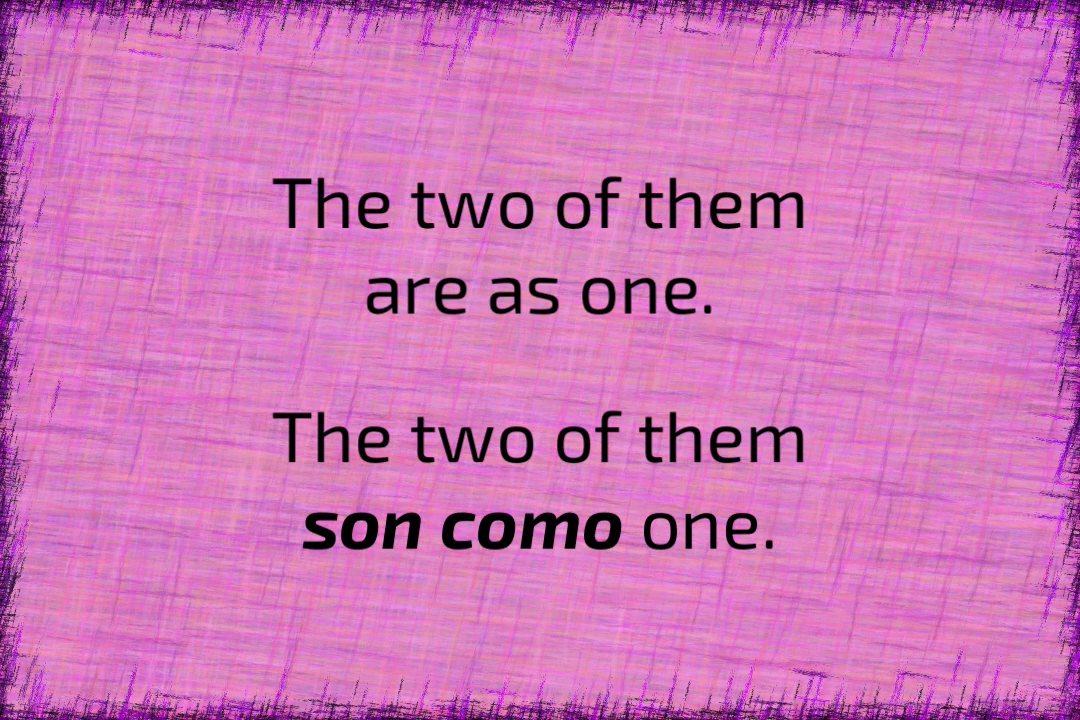 The two of them
are as one.
The two of them
son como one.